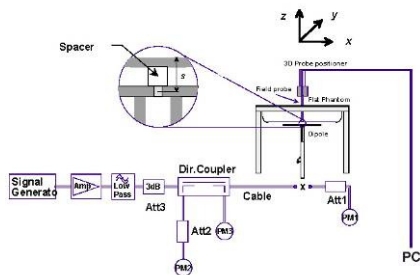 z
y
x
Spacer
s
3D Probe positioner
Field probe
Flat Phantom
Dipole
Signal
Generato
Amp
Low
Pass
3dB
Att3
Dir.Coupler
Cable
x
Att1
PM1
Att2
PM3
PM2
PC